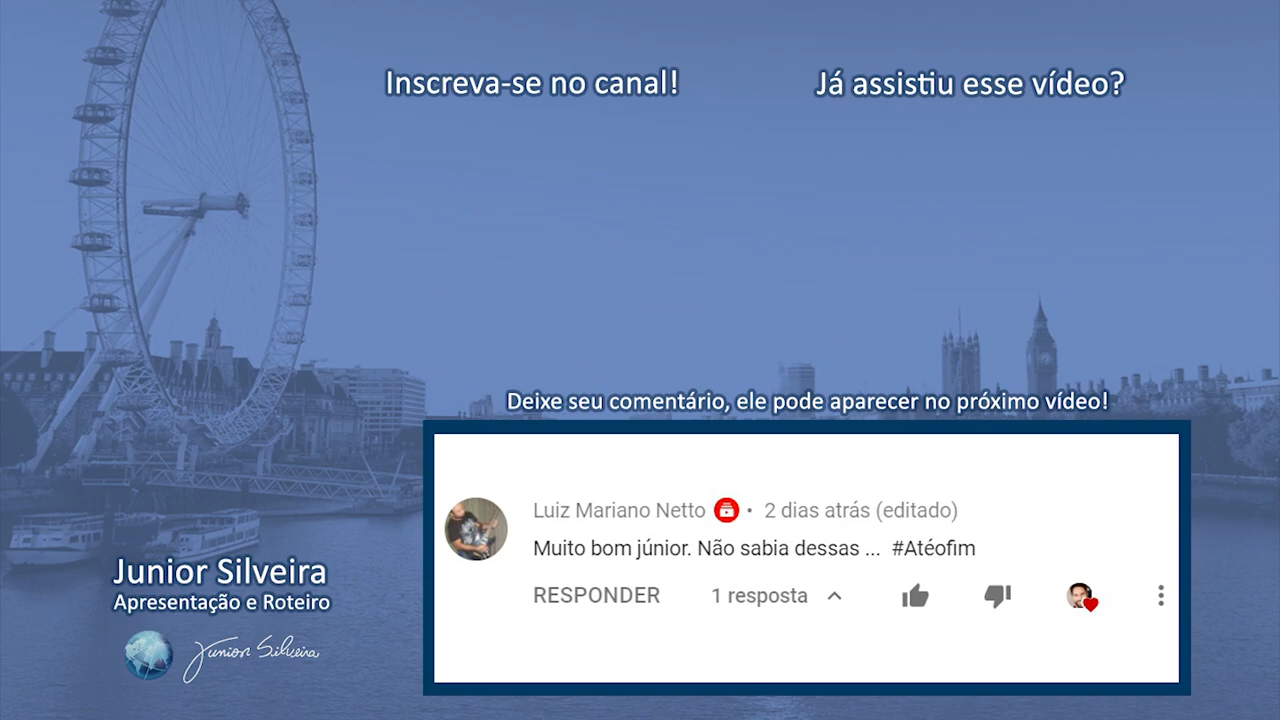 Inscreva-se no canal!
Já assistiu esse vídeo?
Deixe seu comentário, ele pode aparecer no próximo vídeo!
Luiz Mariano Netto • 2 dias atrás (editado)
Muito bom júnior. Não sabia dessas ... #Atéofim
RESPONDER 1 resposta
Junior Silveira
Apresentação e Roteiro
Junior Silveira